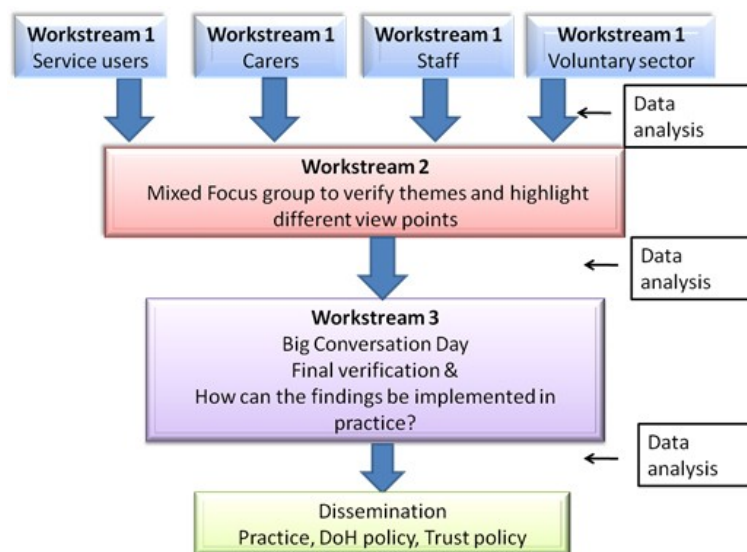 Workstream 1
Service users
Workstream 1
Carers
Workstream 1
Staff
Workstream 1
Voluntary sector
Data
analysis
Workstream 2
Mixed Focus group to verify themes and highlight
different view points
Data
analysis
Workstream 3
Big Conversation Day
Final verification &
How can the findings be implemented in
practice?
Data
analysis
Dissemination
Practice, DoH policy, Trust policy